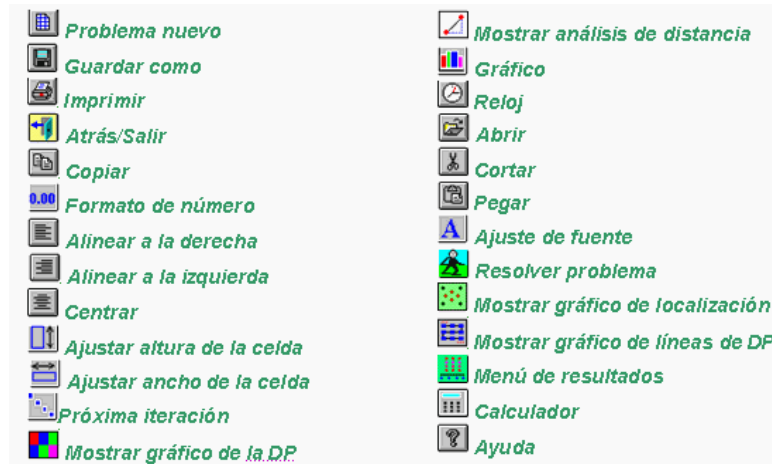 Problema nuevo
Guardar como
Imprimir
Atrás/Salir
Copiar
0.00 Formato de número
Alinear a la derecha
Alinear a la izquierda
Centrar
Ajustar altura de la celda
Ajustar ancho de la celda
Próxima iteración
Mostrar gráfico de la DP
Mostrar análisis de distancia
Gráfico
Reloj
Abrir
Cortar
Pegar
A Ajuste de fuente
Resolver problema
Mostrar gráfico de localización
Mostrar gráfico de líneas de DP
Menú de resultados
Calculador
? Ayuda